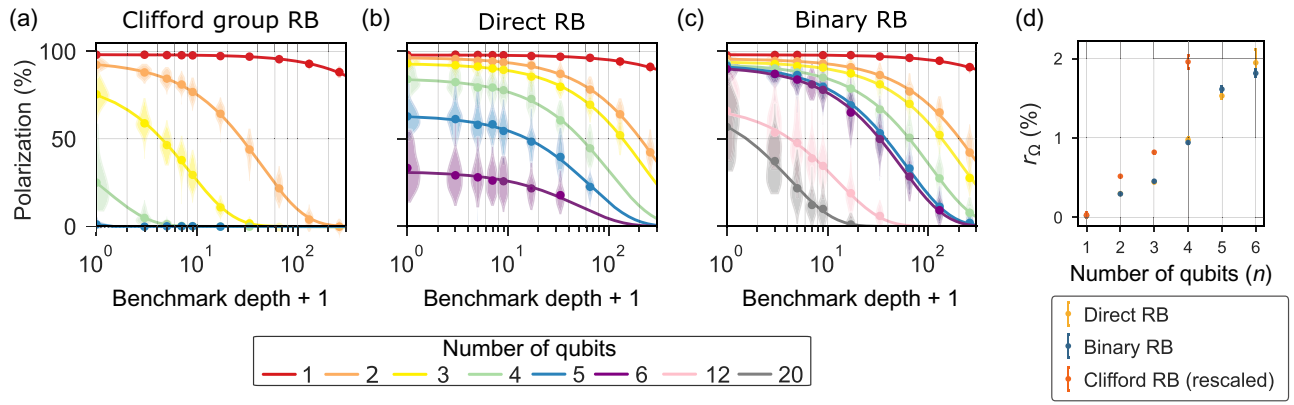 (a) Clifford group RB
(b) Direct RB
(c) Binary RB
(d)
Polarization (%)
100
50
0
10^0 10^1 10^2
Benchmark depth + 1
10^0 10^1 10^2
Benchmark depth + 1
10^0 10^1 10^2
Benchmark depth + 1
r_Ω (%)
2
1
0
1 2 3 4 5 6
Number of qubits (n)
Number of qubits
1 2 3 4 5 6 12 20
Direct RB
Binary RB
Clifford RB (rescaled)